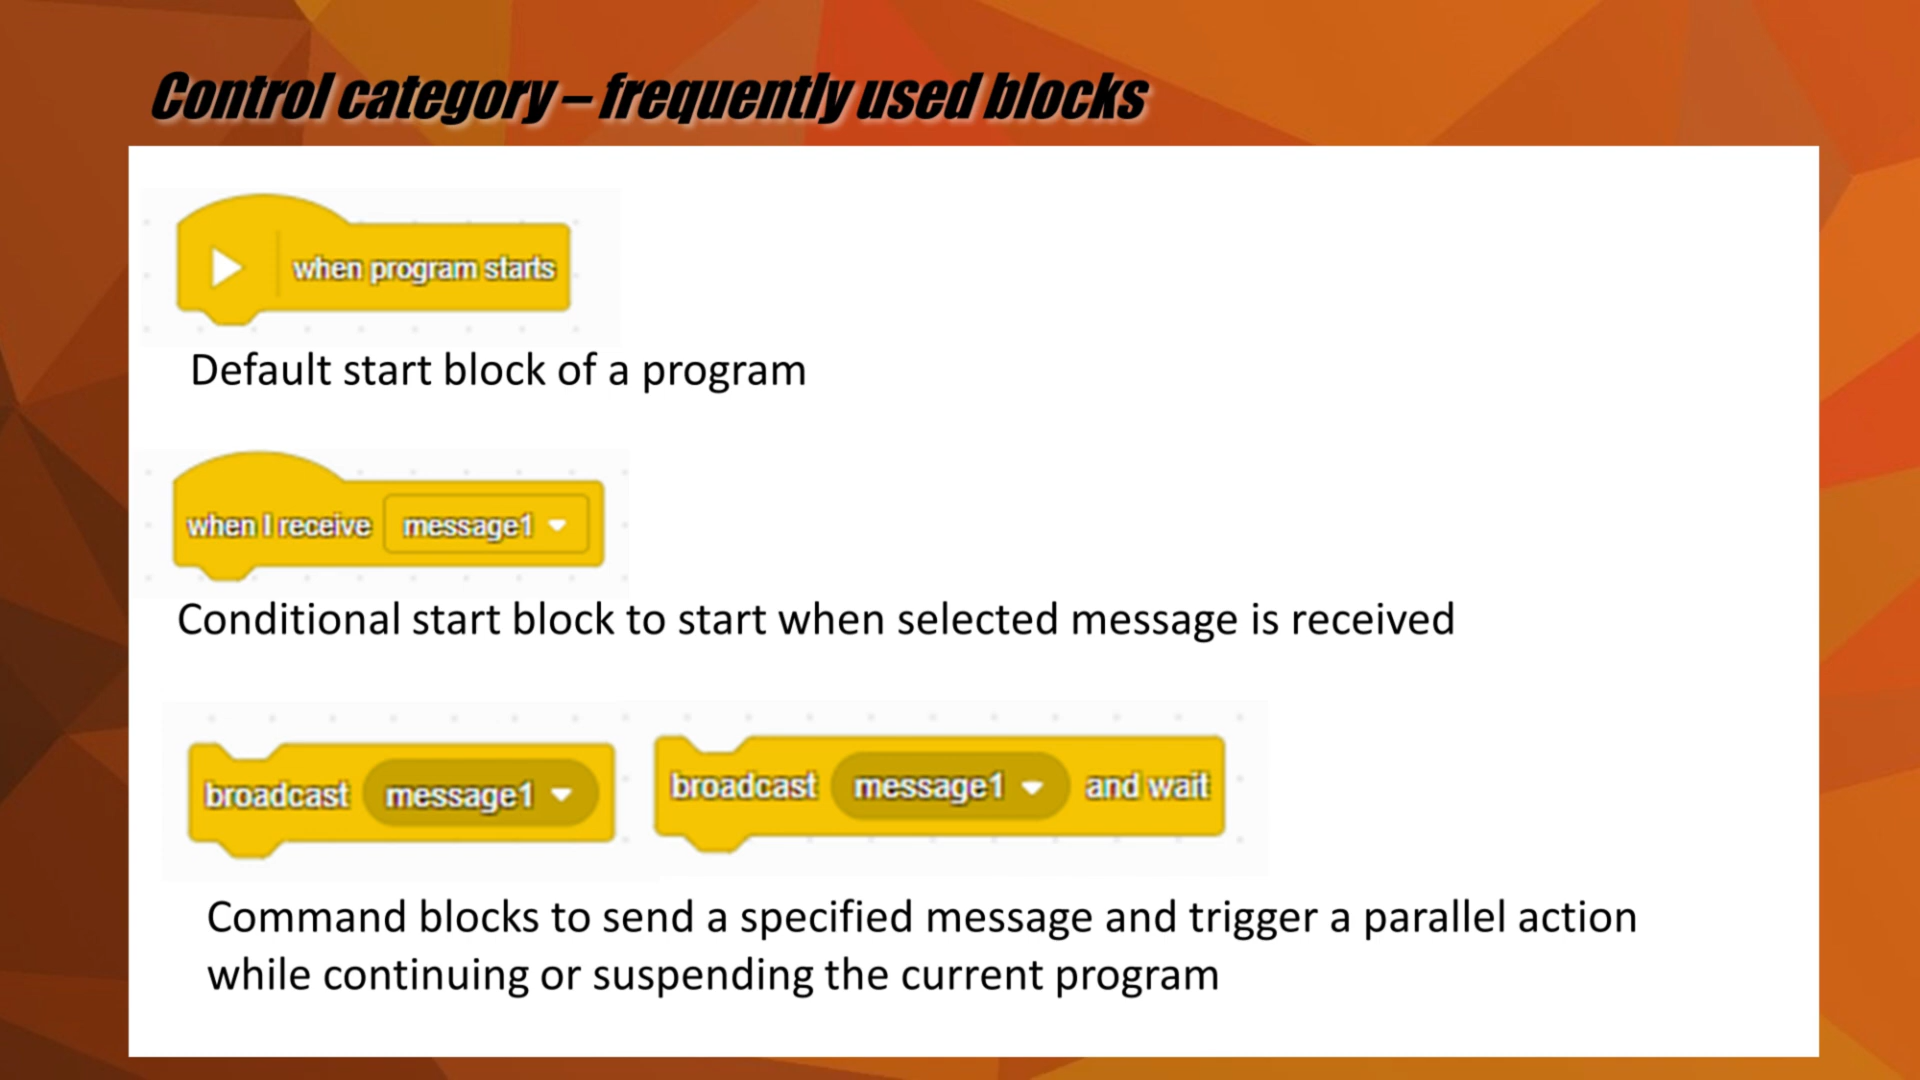 Control category – frequently used blocks
when program starts
Default start block of a program
when I receive message1
Conditional start block to start when selected message is received
broadcast message1
broadcast message1 and wait
Command blocks to send a specified message and trigger a parallel action
while continuing or suspending the current program